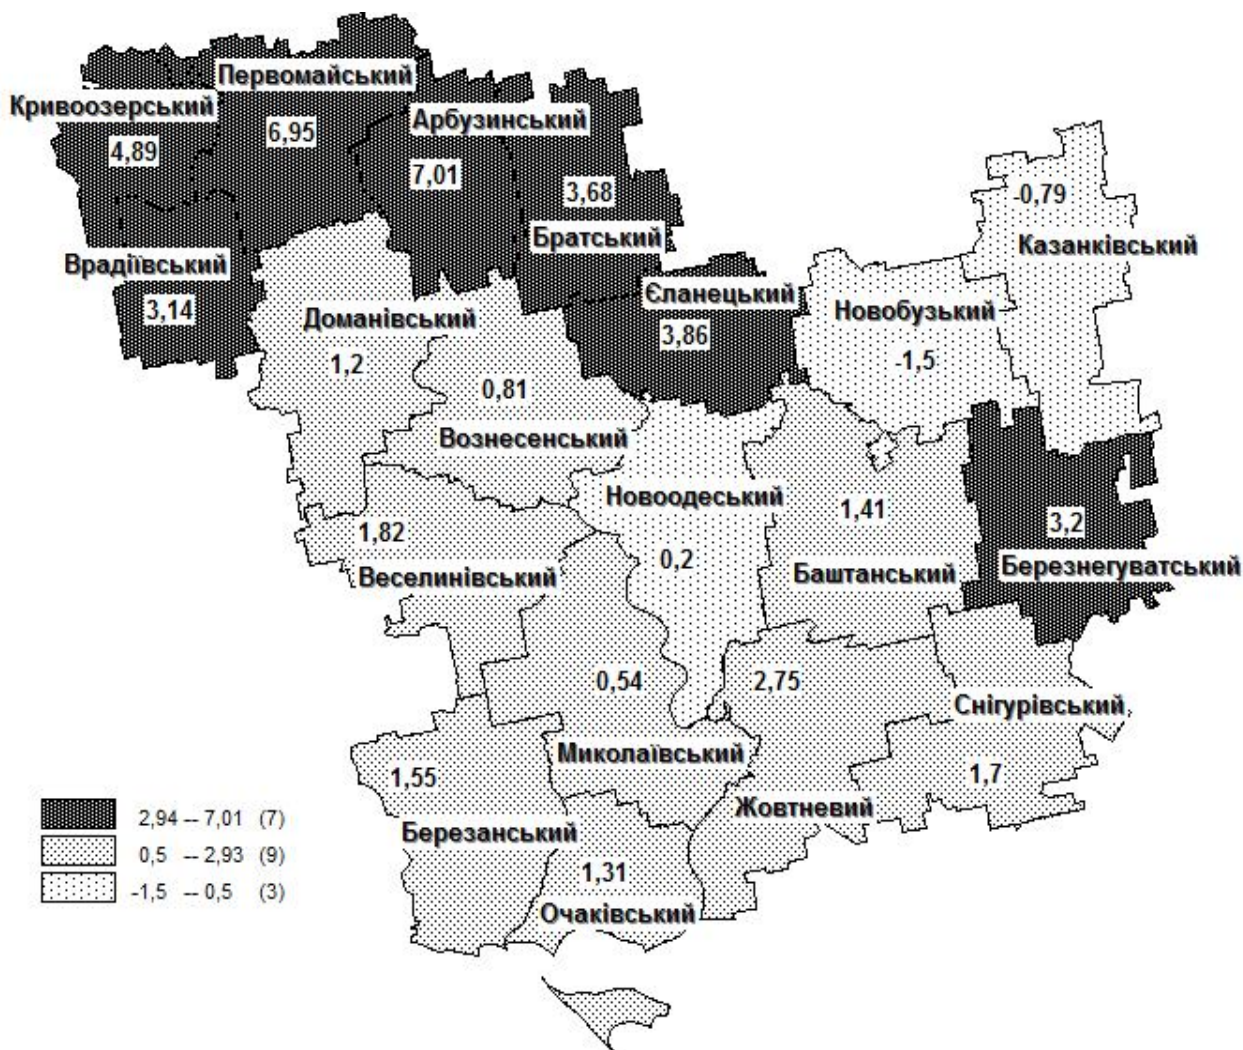 Первомайський
Кривоозерський
6,95
Арбузинський
4,89
7,01
3,68
-0,79
Братський
Казанківський
Врадіївський
Єланецький
3,14
Доманівський
3,86
Новобузький
1,2
-1,5
0,81
Вознесенський
Новоодеський
1,41
1,82
3,2
0,2
Веселинівський
Баштанський
Березнегуватський
0,54
2,75
Снігурівський
Миколаївський
1,55
1,7
Жовтневий
Березанський
1,31
Очаківський
2,94 -- 7,01 (7)
0,5 -- 2,93 (9)
-1,5 -- 0,5 (3)